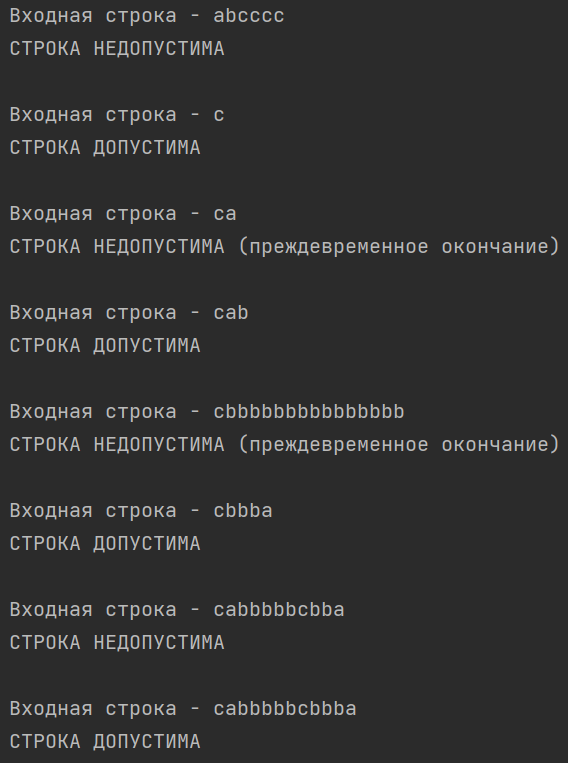 Входная строка - abcccc
СТРОКА НЕДОПУСТИМА
Входная строка - c
СТРОКА ДОПУСТИМА
Входная строка - ca
СТРОКА НЕДОПУСТИМА (преждевременное окончание)
Входная строка - cab
СТРОКА ДОПУСТИМА
Входная строка - cbbbbbbbbbbbbbbb
СТРОКА НЕДОПУСТИМА (преждевременное окончание)
Входная строка - cbbba
СТРОКА ДОПУСТИМА
Входная строка - cabbbbbcbba
СТРОКА НЕДОПУСТИМА
Входная строка - cabbbbbcbbba
СТРОКА ДОПУСТИМА